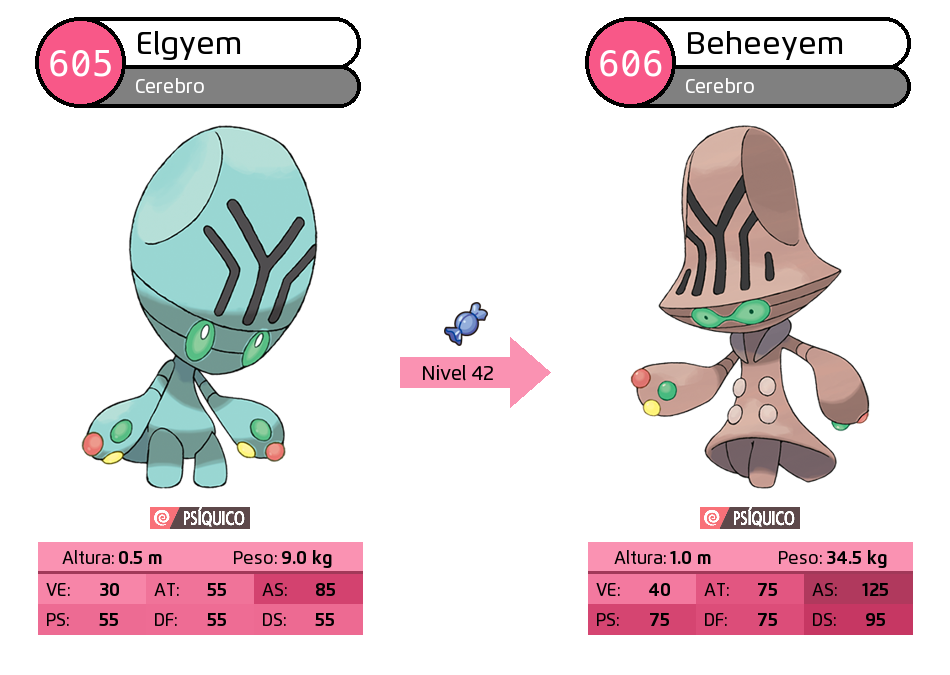 605 Elgyem
Cerebro
606 Beheeyem
Cerebro
Nivel 42
PSÍQUICO
Altura: 0.5 m Peso: 9.0 kg
VE: 30 AT: 55 AS: 85
PS: 55 DF: 55 DS: 55
PSÍQUICO
Altura: 1.0 m Peso: 34.5 kg
VE: 40 AT: 75 AS: 125
PS: 75 DF: 75 DS: 95